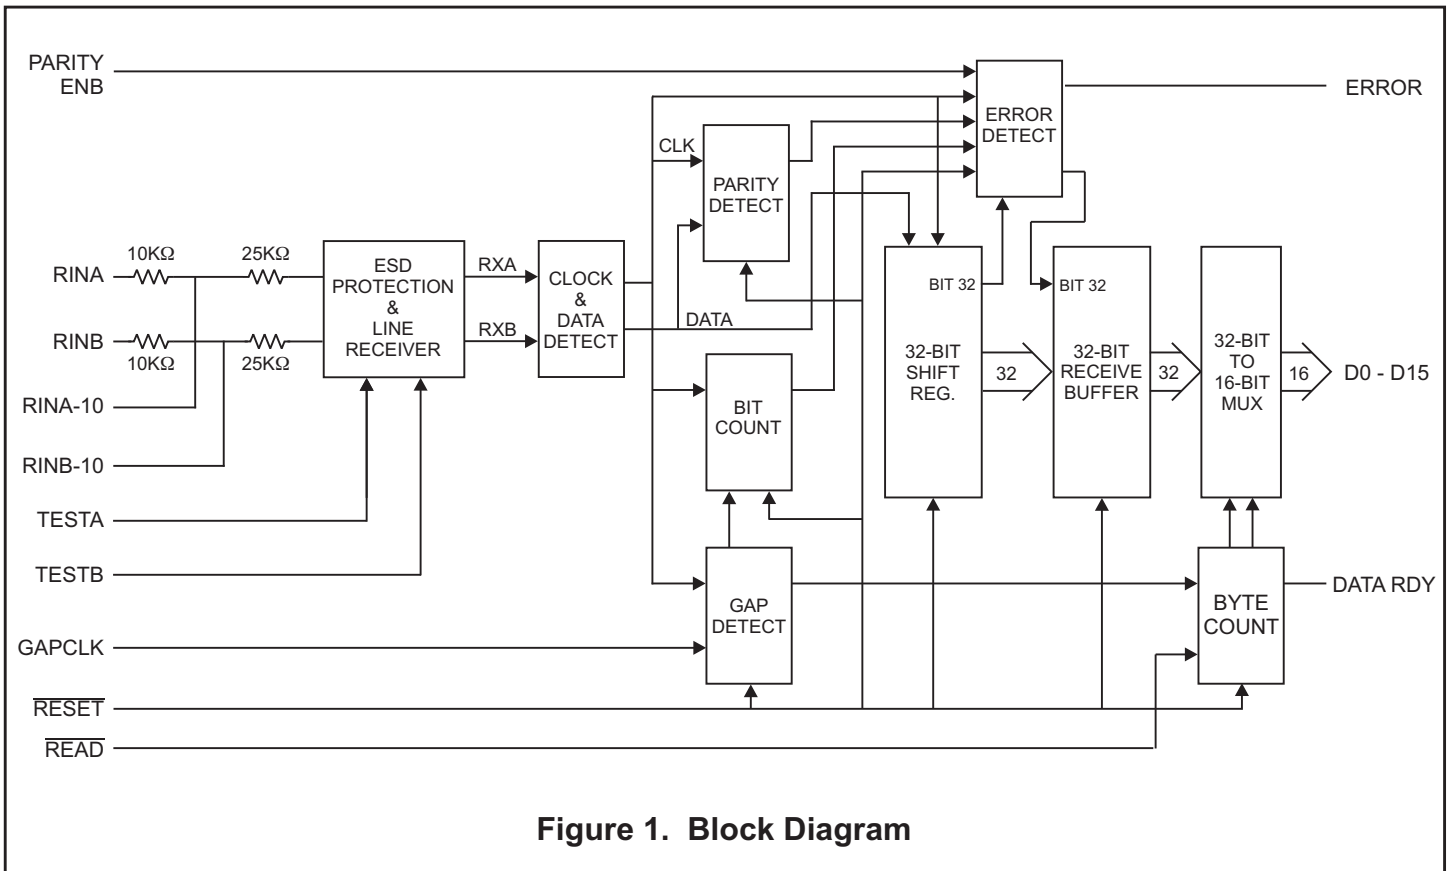 PARITY
ENB
ERROR
ERROR
DETECT
CLK
PARITY
DETECT
10KΩ
25KΩ
RINA
RINB
10KΩ
25KΩ
ESD
PROTECTION
&
LINE
RECEIVER
RXA
RXB
CLOCK
&
DATA
DETECT
DATA
BIT 32
32-BIT
SHIFT
REG.
32
BIT 32
32-BIT
RECEIVE
BUFFER
32
32-BIT
TO
16-BIT
MUX
16
D0 - D15
RINA-10
RINB-10
BIT
COUNT
TESTA
TESTB
GAP
DETECT
BYTE
COUNT
DATA RDY
GAPCLK
RESET
READ
Figure 1. Block Diagram